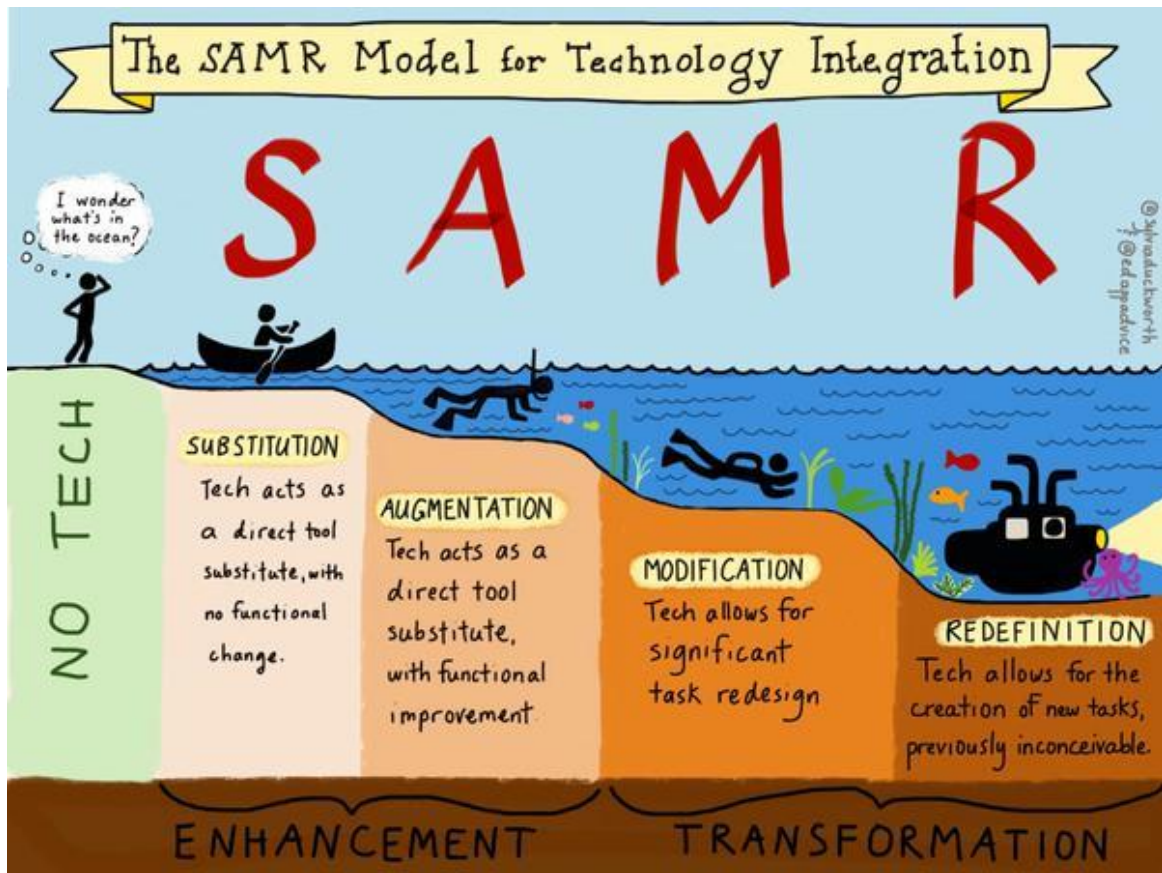 The SAMR Model for Technology Integration
S A M R
I wonder
what's in
the ocean?
@sylviaduckworth
+ @edappadvice
NO TECH
SUBSTITUTION
Tech acts as
a direct tool
substitute, with
no functional
change.
AUGMENTATION
Tech acts as a
direct tool
substitute,
with functional
improvement
MODIFICATION
Tech allows for
significant
task redesign
REDEFINITION
Tech allows for the
creation of new tasks,
previously inconceivable.
ENHANCEMENT
TRANSFORMATION